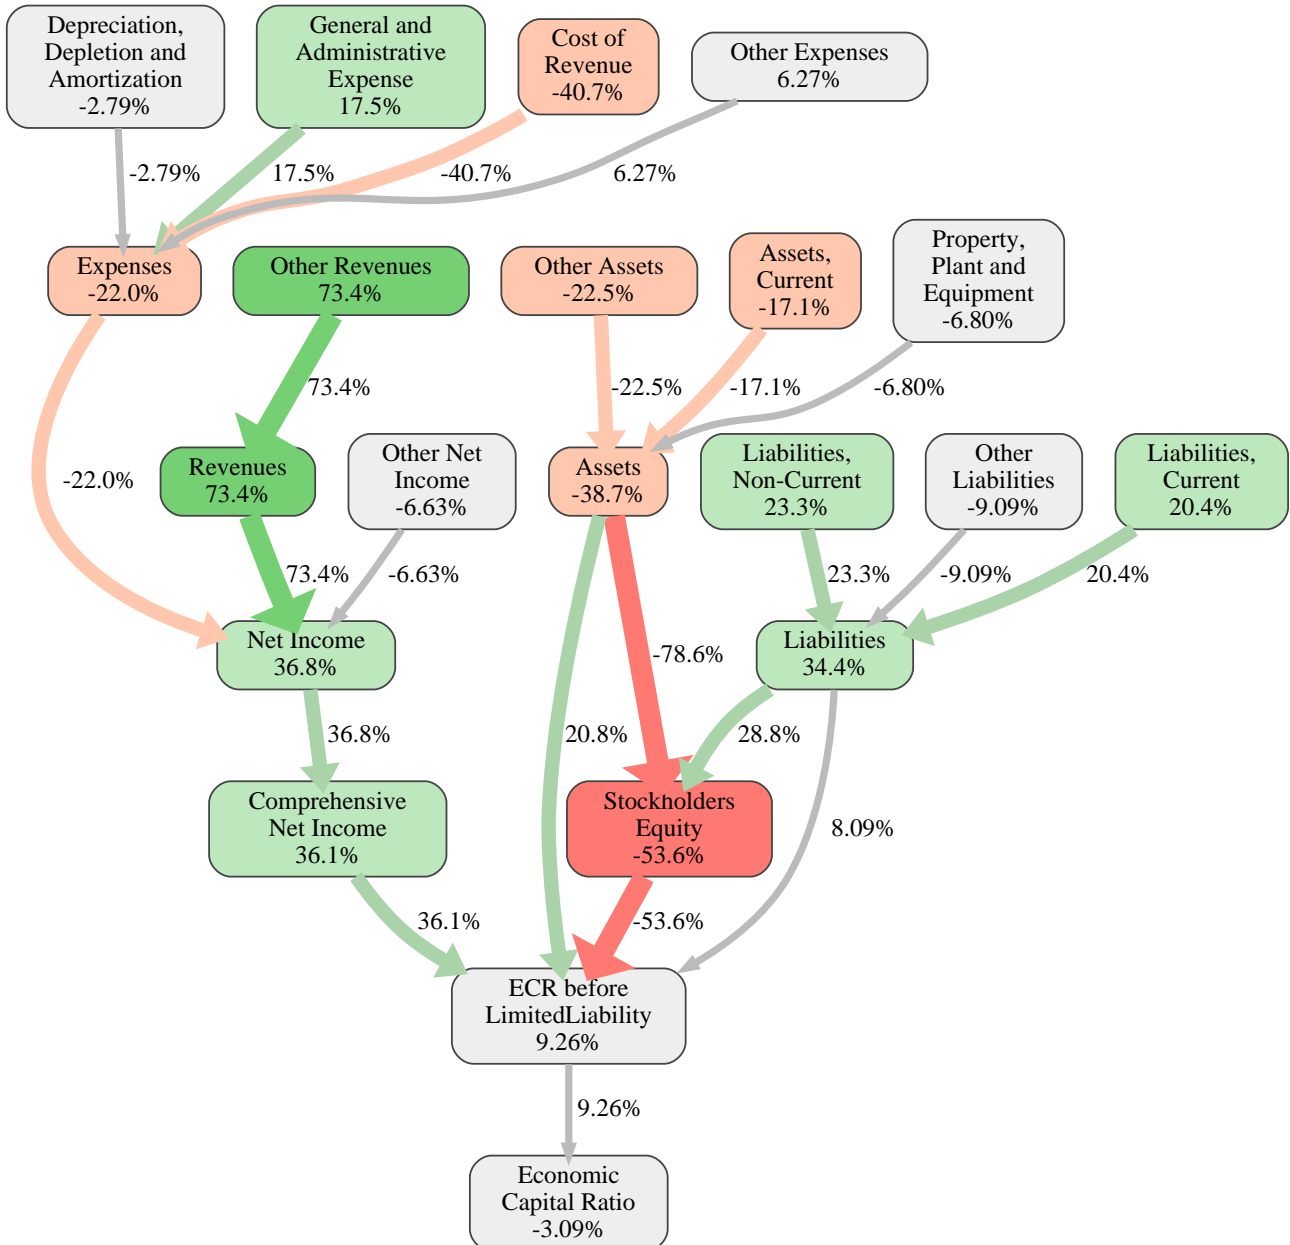 Depreciation,
Depletion and
Amortization
-2.79%
General and
Administrative
Expense
17.5%
Cost of
Revenue
-40.7%
Other Expenses
6.27%
-2.79%
17.5%
-40.7%
6.27%
Expenses
-22.0%
Other Revenues
73.4%
Other Assets
-22.5%
Assets,
Current
-17.1%
Property,
Plant and
Equipment
-6.80%
73.4%
-22.5%
-17.1%
-6.80%
-22.0%
Revenues
73.4%
Other Net
Income
-6.63%
Assets
-38.7%
Liabilities,
Non-Current
23.3%
Other
Liabilities
-9.09%
Liabilities,
Current
20.4%
73.4%
-6.63%
23.3%
-9.09%
20.4%
Net Income
36.8%
-78.6%
Liabilities
34.4%
36.8%
20.8%
28.8%
Comprehensive
Net Income
36.1%
Stockholders
Equity
-53.6%
8.09%
36.1%
-53.6%
ECR before
LimitedLiability
9.26%
9.26%
Economic
Capital Ratio
-3.09%